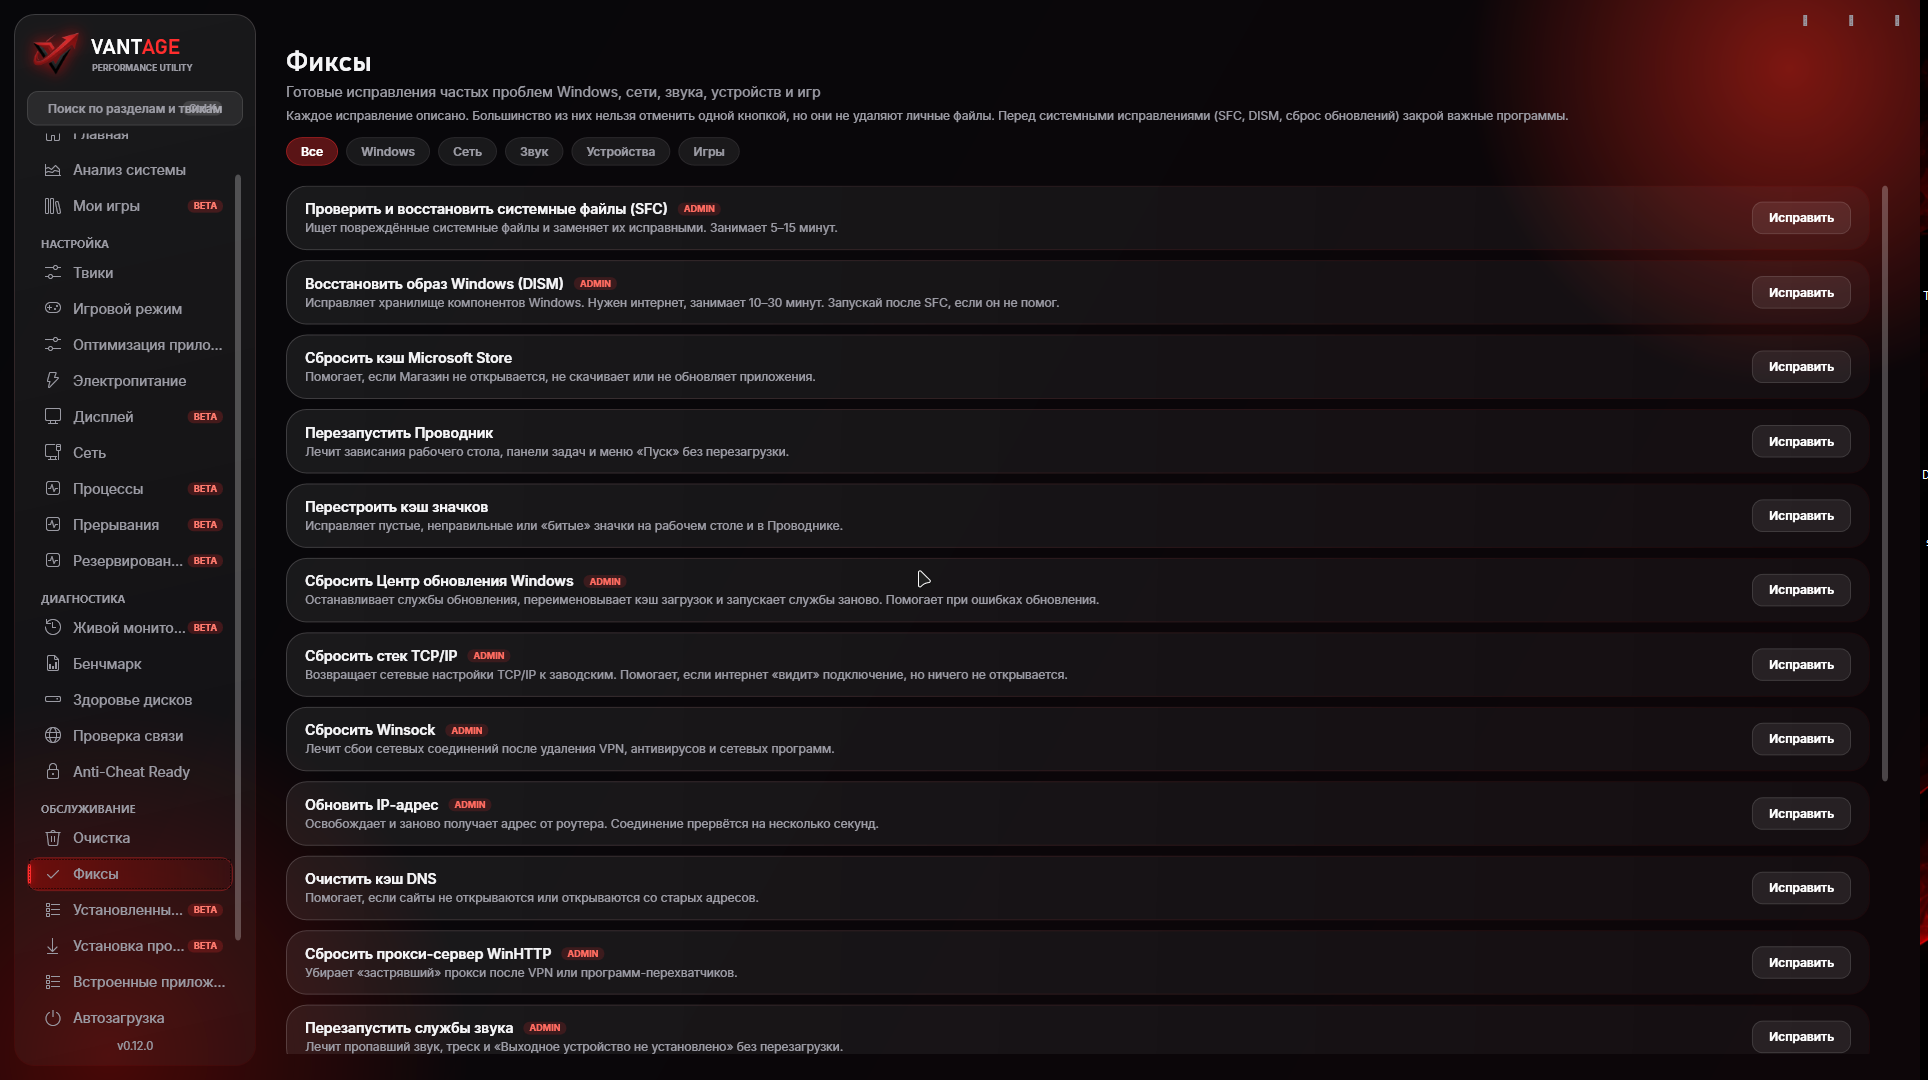 VANTAGE
PERFORMANCE UTILITY
Поиск по разделам и твикам
Главная
Анализ системы
Мои игры BETA
НАСТРОЙКА
Твики
Игровой режим
Оптимизация прило...
Электропитание
Дисплей BETA
Сеть
Процессы BETA
Прерывания BETA
Резервирован... BETA
ДИАГНОСТИКА
Живой монито... BETA
Бенчмарк
Здоровье дисков
Проверка связи
Anti-Cheat Ready
ОБСЛУЖИВАНИЕ
Очистка
Фиксы
Установленны... BETA
Установка про... BETA
Встроенные прилож...
Автозагрузка
v0.12.0
Фиксы
Готовые исправления частых проблем Windows, сети, звука, устройств и игр
Каждое исправление описано. Большинство из них нельзя отменить одной кнопкой, но они не удаляют личные файлы. Перед системными исправлениями (SFC, DISM, сброс обновлений) закрой важные программы.
Все Windows Сеть Звук Устройства Игры
Проверить и восстановить системные файлы (SFC) ADMIN
Ищет повреждённые системные файлы и заменяет их исправными. Занимает 5–15 минут.
Исправить
Восстановить образ Windows (DISM) ADMIN
Исправляет хранилище компонентов Windows. Нужен интернет, занимает 10–30 минут. Запускай после SFC, если он не помог.
Исправить
Сбросить кэш Microsoft Store
Помогает, если Магазин не открывается, не скачивает или не обновляет приложения.
Исправить
Перезапустить Проводник
Лечит зависания рабочего стола, панели задач и меню «Пуск» без перезагрузки.
Исправить
Перестроить кэш значков
Исправляет пустые, неправильные или «битые» значки на рабочем столе и в Проводнике.
Исправить
Сбросить Центр обновления Windows ADMIN
Останавливает службы обновления, переименовывает кэш загрузок и запускает службы заново. Помогает при ошибках обновления.
Исправить
Сбросить стек TCP/IP ADMIN
Возвращает сетевые настройки TCP/IP к заводским. Помогает, если интернет «видит» подключение, но ничего не открывается.
Исправить
Сбросить Winsock ADMIN
Лечит сбои сетевых соединений после удаления VPN, антивирусов и сетевых программ.
Исправить
Обновить IP-адрес ADMIN
Освобождает и заново получает адрес от роутера. Соединение прервётся на несколько секунд.
Исправить
Очистить кэш DNS
Помогает, если сайты не открываются или открываются со старых адресов.
Исправить
Сбросить прокси-сервер WinHTTP ADMIN
Убирает «застрявший» прокси после VPN или программ-перехватчиков.
Исправить
Перезапустить службы звука ADMIN
Лечит пропавший звук, треск и «Выходное устройство не установлено» без перезагрузки.
Исправить